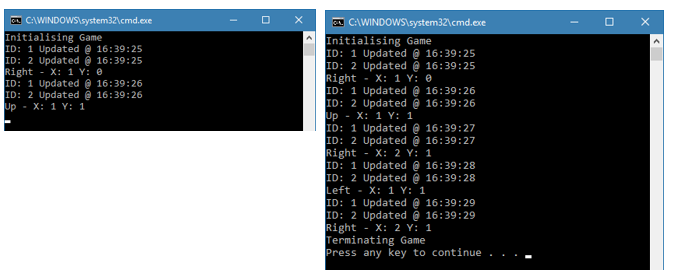 C:\WINDOWS\system32\cmd.exe
Initialising Game
ID: 1 Updated @ 16:39:25
ID: 2 Updated @ 16:39:25
Right - X: 1 Y: 0
ID: 1 Updated @ 16:39:26
ID: 2 Updated @ 16:39:26
Up - X: 1 Y: 1
C:\WINDOWS\system32\cmd.exe
Initialising Game
ID: 1 Updated @ 16:39:25
ID: 2 Updated @ 16:39:25
Right - X: 1 Y: 0
ID: 1 Updated @ 16:39:26
ID: 2 Updated @ 16:39:26
Up - X: 1 Y: 1
ID: 1 Updated @ 16:39:27
ID: 2 Updated @ 16:39:27
Right - X: 2 Y: 1
ID: 1 Updated @ 16:39:28
ID: 2 Updated @ 16:39:28
Left - X: 1 Y: 1
ID: 1 Updated @ 16:39:29
ID: 2 Updated @ 16:39:29
Right - X: 2 Y: 1
Terminating Game
Press any key to continue . . .